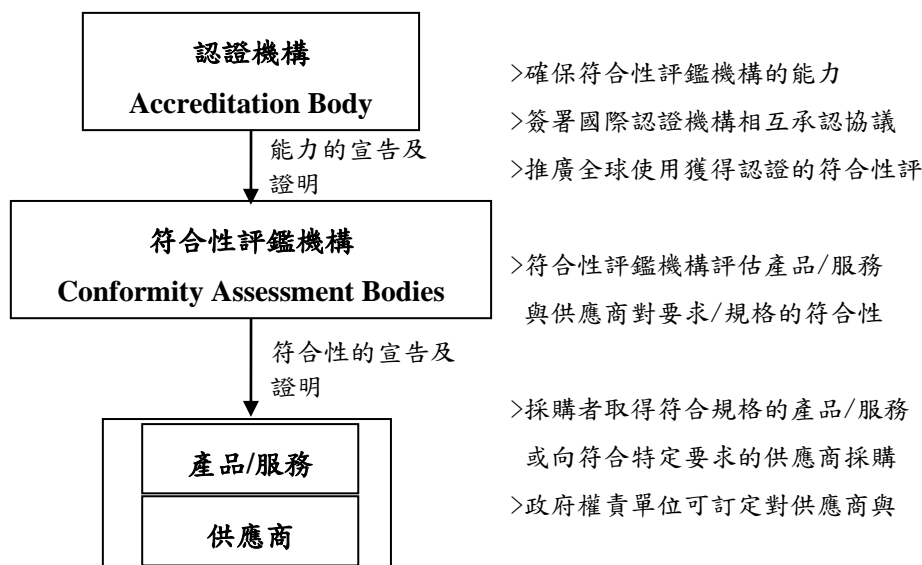 認證機構
Accreditation Body
>確保符合性評鑑機構的能力
>簽署國際認證機構相互承認協議
>推廣全球使用獲得認證的符合性評
能力的宣告及
證明
符合性評鑑機構
Conformity Assessment Bodies
>符合性評鑑機構評估產品/服務
與供應商對要求/規格的符合性
符合性的宣告及
證明
產品/服務
供應商
>採購者取得符合規格的產品/服務
或向符合特定要求的供應商採購
>政府權責單位可訂定對供應商與